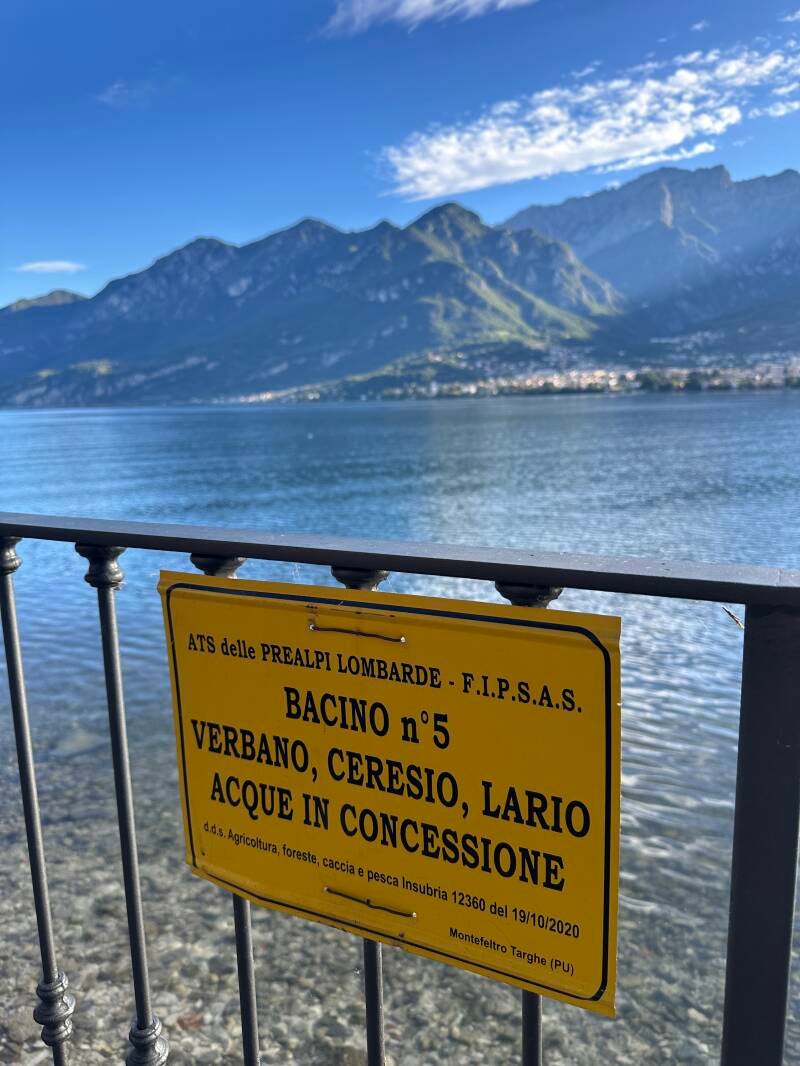 ATS delle PREALPI LOMBARDE - F.I.P.S.A.S.
BACINO n°5
VERBANO, CERESIO, LARIO
ACQUE IN CONCESSIONE
d.d.s. Agricoltura, foreste, caccia e pesca Insubria 12360 del 19/10/2020
Montefeltro Targhe (PU)